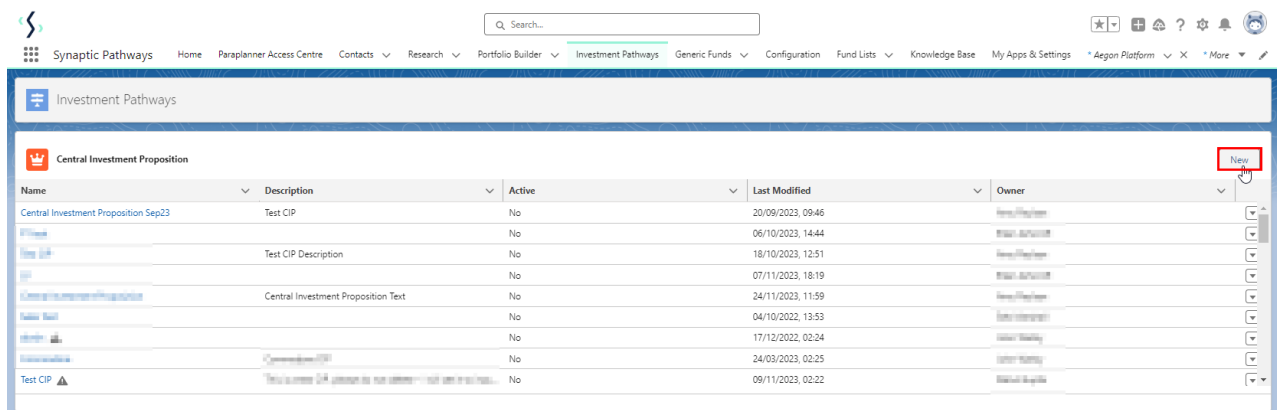 Search...
Synaptic Pathways Home Paraplanner Access Centre Contacts Research Portfolio Builder Investment Pathways Generic Funds Configuration Fund Lists Knowledge Base My Apps & Settings * Aegon Platform * More
Investment Pathways
Central Investment Proposition New
Name Description Active Last Modified Owner
Central Investment Proposition Sep23 Test CIP No 20/09/2023, 09:46
No 06/10/2023, 14:44
Test CIP Description No 18/10/2023, 12:51
No 07/11/2023, 18:19
Central Investment Proposition Text No 24/11/2023, 11:59
No 04/10/2022, 13:53
No 17/12/2022, 02:24
No 24/03/2023, 02:25
Test CIP No 09/11/2023, 02:22